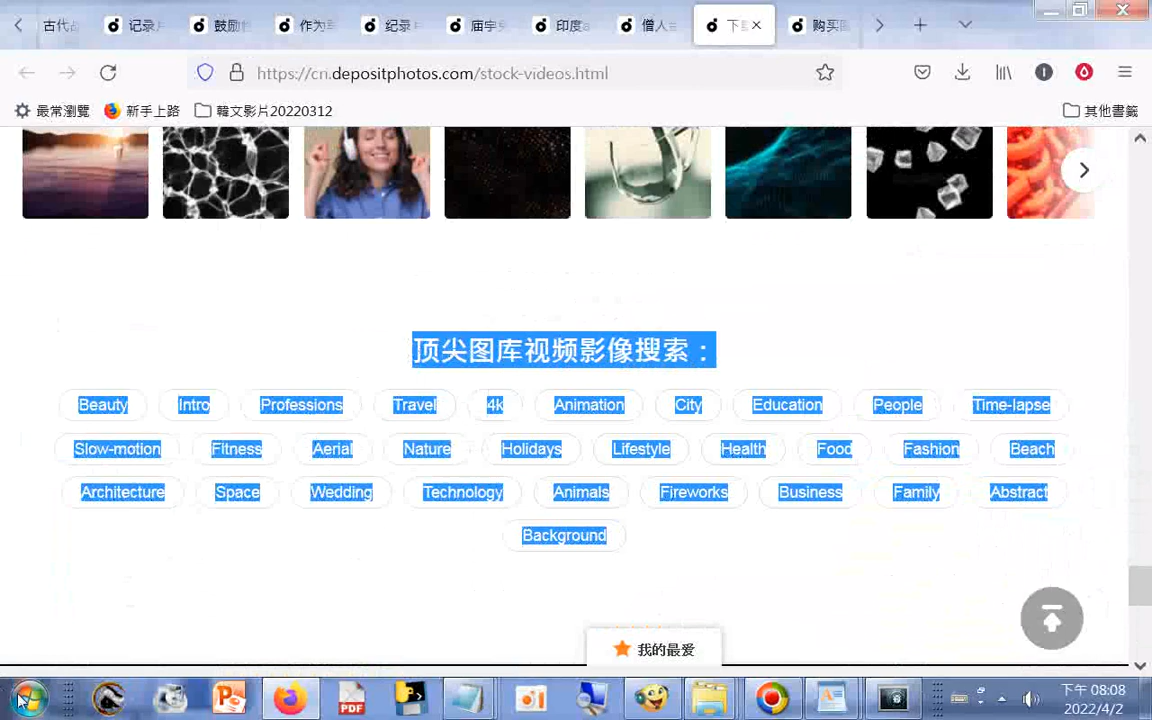 古代
记录
鼓励
作为
纪录
庙宇
印度
僧人
下
购买
https://cn.depositphotos.com/stock-videos.html
最常瀏覽
新手上路
韓文影片20220312
其他書籤
顶尖图库视频影像搜索：
Beauty Intro Professions Travel 4k Animation City Education People Time-lapse
Slow-motion Fitness Aerial Nature Holidays Lifestyle Health Food Fashion Beach
Architecture Space Wedding Technology Animals Fireworks Business Family Abstract
Background
我的最爱
PDF
下午 08:08
2022/4/2